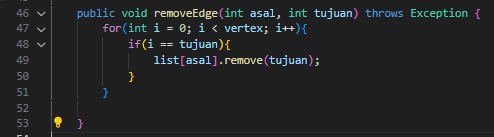 46 public void removeEdge(int asal, int tujuan) throws Exception {
47 for(int i = 0; i < vertex; i++){
48 if(i == tujuan){
49 list[asal].remove(tujuan);
50 }
51 }
52
53 }